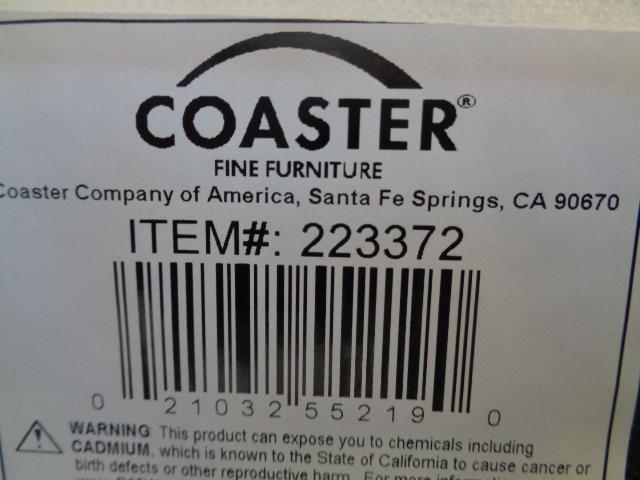 COASTER®
FINE FURNITURE
Coaster Company of America, Santa Fe Springs, CA 90670
ITEM#: 223372
0 21032 55219 0
WARNING: This product can expose you to chemicals including
CADMIUM, which is known to the State of California to cause cancer or
birth defects or other reproductive harm. For more information